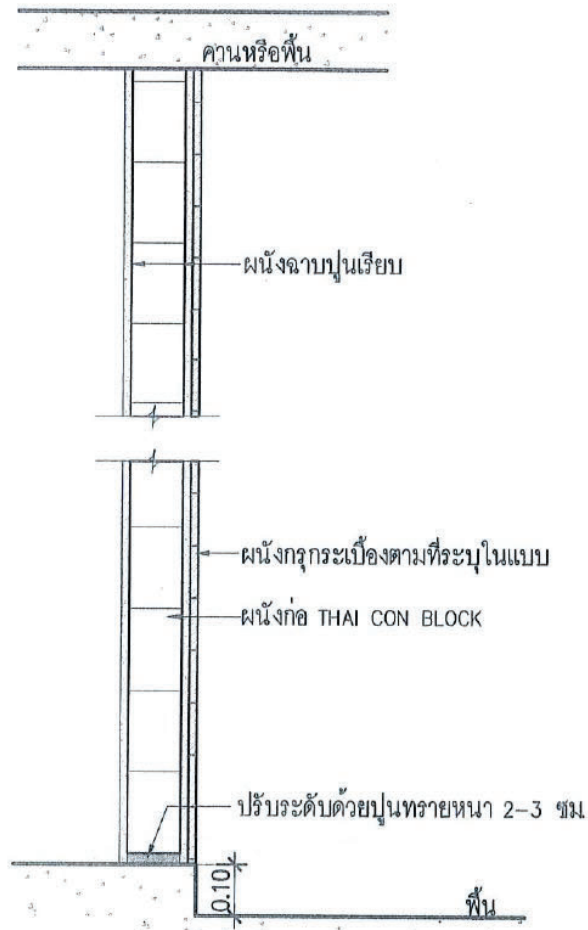 คานหรือพื้น
ผนังฉาบปูนเรียบ
ผนังกรุกระเบื้องตามที่ระบุในแบบ
ผนังก่อ THAI CON BLOCK
ปรับระดับด้วยปูนทรายหนา 2-3 ซม.
0.10
พื้น